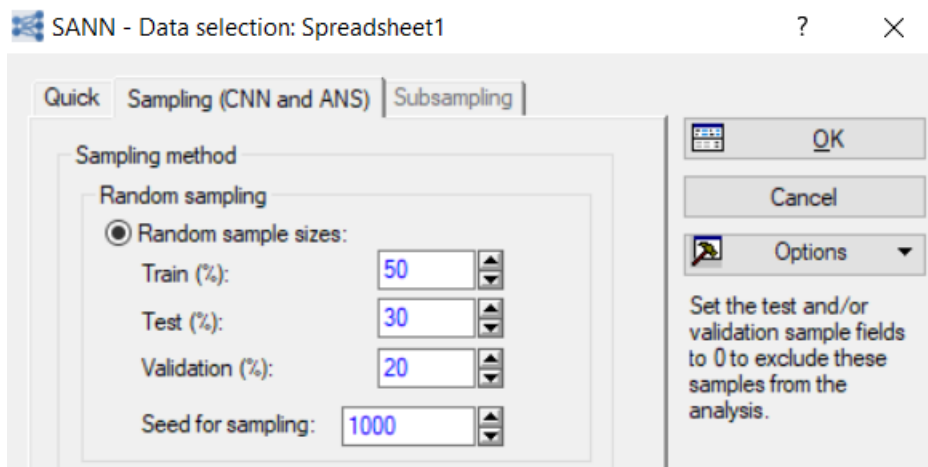 SANN - Data selection: Spreadsheet1 ?
Quick Sampling (CNN and ANS) Subsampling
Sampling method
Random sampling
Random sample sizes:
Train (%): 50
Test (%): 30
Validation (%): 20
Seed for sampling: 1000
OK
Cancel
Options
Set the test and/or
validation sample fields
to 0 to exclude these
samples from the
analysis.